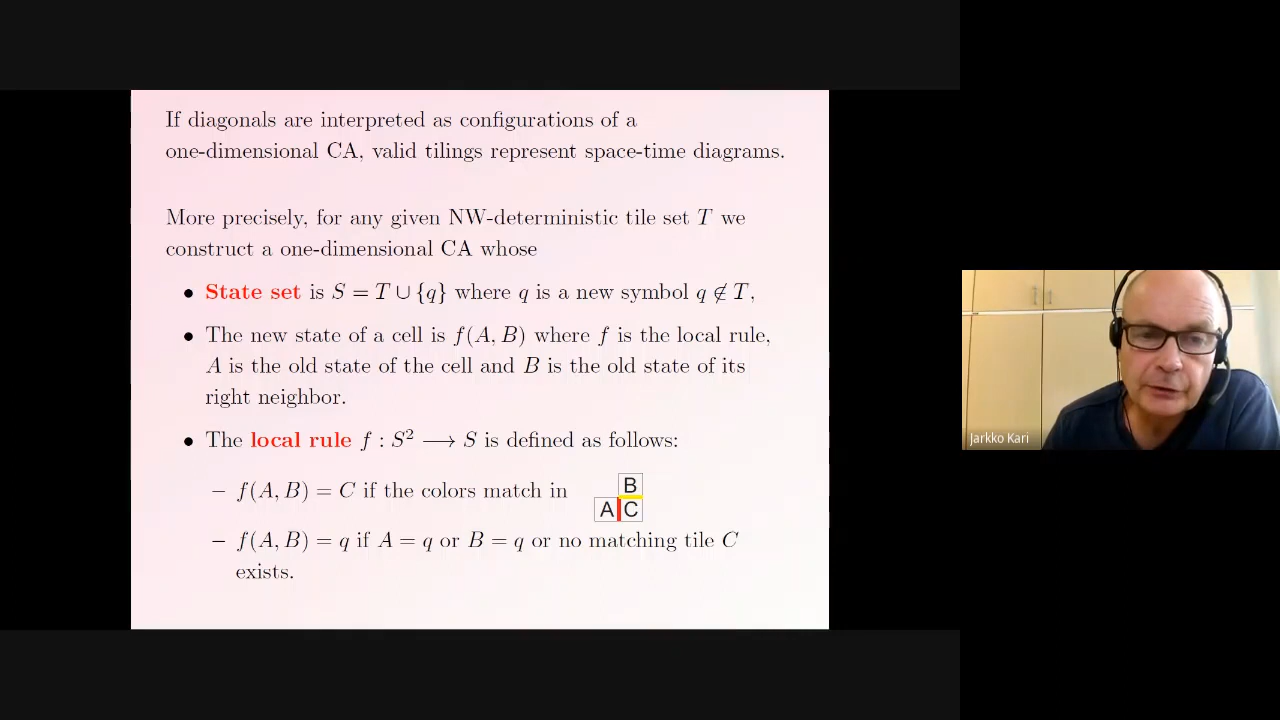 If diagonals are interpreted as configurations of a
one-dimensional CA, valid tilings represent space-time diagrams.
More precisely, for any given NW-deterministic tile set T we
construct a one-dimensional CA whose
• State set is S = T ∪ {q} where q is a new symbol q ∉ T,
• The new state of a cell is f(A, B) where f is the local rule,
A is the old state of the cell and B is the old state of its
right neighbor.
• The local rule f : S² ⟶ S is defined as follows:
– f(A, B) = C if the colors match in
B
A C
– f(A, B) = q if A = q or B = q or no matching tile C
exists.
Jarkko Kari